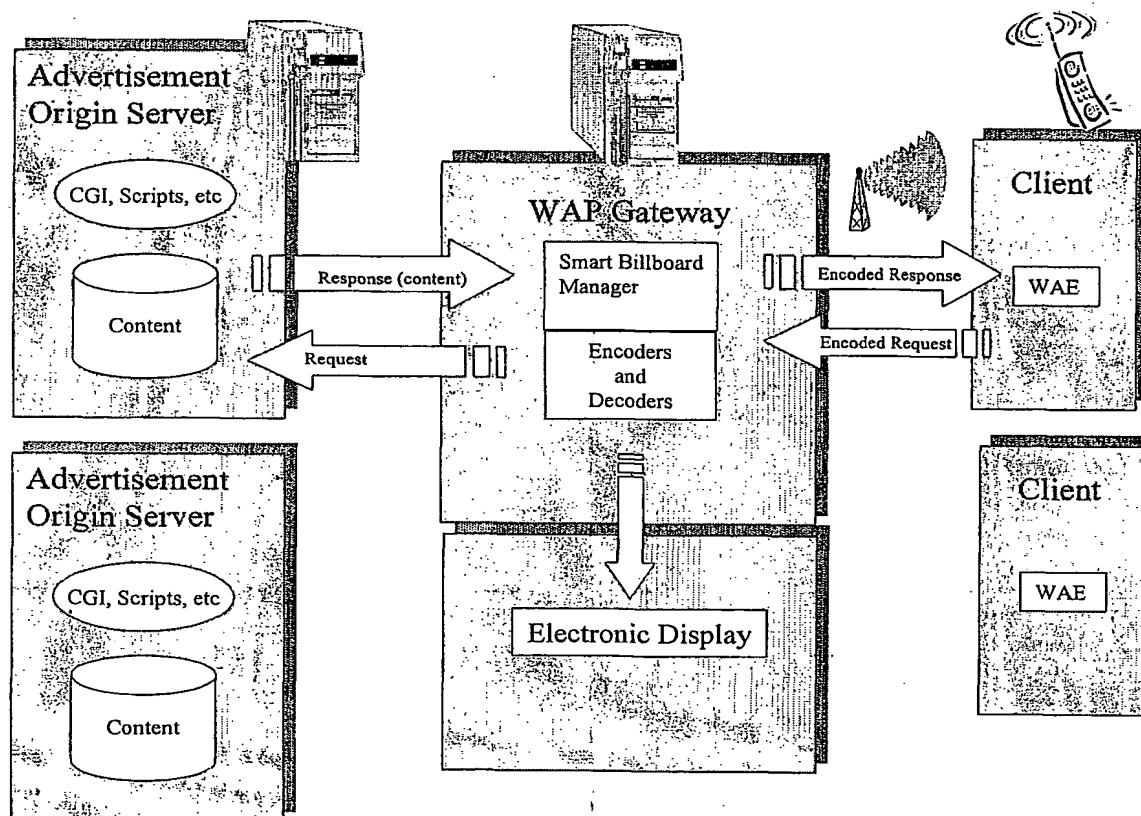 Advertisement
Origin Server
CGI, Scripts, etc
Content
Response (content)
Request
WAP Gateway
Smart Billboard
Manager
Encoders
and
Decoders
Encoded Response
Encoded Request
Client
WAE
Advertisement
Origin Server
CGI, Scripts, etc
Content
Electronic Display
Client
WAE